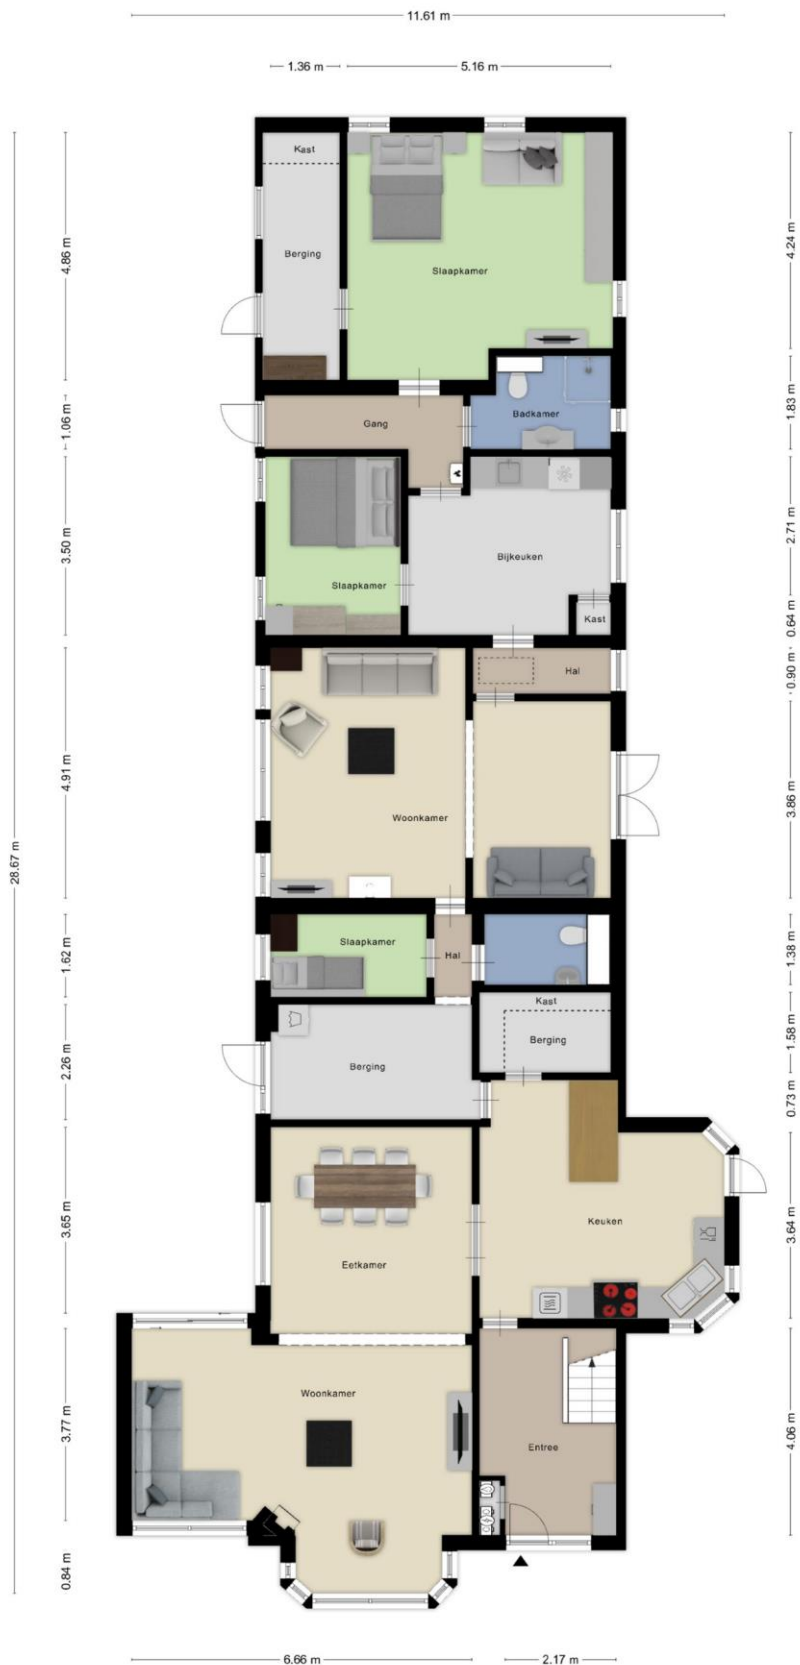 11.61 m
1.36 m
5.16 m
Kast
Berging
Slaapkamer
4.86 m
4.24 m
Badkamer
Gang
1.06 m
1.83 m
Slaapkamer
Bijkeuken
Kast
3.50 m
2.71 m
0.64 m
Hal
0.90 m
Woonkamer
4.91 m
3.86 m
28.67 m
Slaapkamer
Hal
1.62 m
1.38 m
Kast
Berging
Berging
2.26 m
1.58 m
0.73 m
Keuken
Eetkamer
3.65 m
3.64 m
Woonkamer
Entree
3.77 m
4.06 m
0.84 m
6.66 m
2.17 m